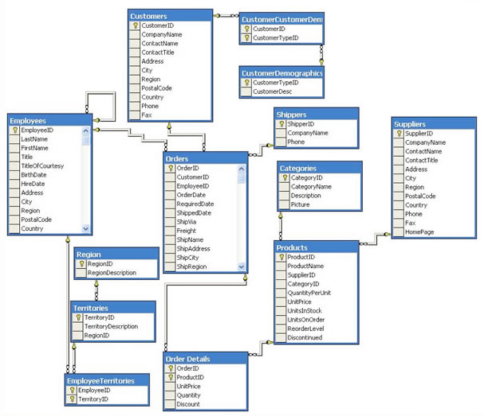 Customers
CustomerID
CompanyName
ContactName
ContactTitle
Address
City
Region
PostalCode
Country
Phone
Fax
CustomerCustomerDem
CustomerID
CustomerTypeID
CustomerDemographics
CustomerTypeID
CustomerDesc
Employees
EmployeeID
LastName
FirstName
Title
TitleOfCourtesy
BirthDate
HireDate
Address
City
Region
PostalCode
Country
Orders
OrderID
CustomerID
EmployeeID
OrderDate
RequiredDate
ShippedDate
ShipVia
Freight
ShipName
ShipAddress
ShipCity
ShipRegion
Shippers
ShipperID
CompanyName
Phone
Categories
CategoryID
CategoryName
Description
Picture
Suppliers
SupplierID
CompanyName
ContactName
ContactTitle
Address
City
Region
PostalCode
Country
Phone
Fax
HomePage
Region
RegionID
RegionDescription
Products
ProductID
ProductName
SupplierID
CategoryID
QuantityPerUnit
UnitPrice
UnitsInStock
UnitsOnOrder
ReorderLevel
Discontinued
Territories
TerritoryID
TerritoryDescription
RegionID
EmployeeTerritories
EmployeeID
TerritoryID
Order Details
OrderID
ProductID
UnitPrice
Quantity
Discount